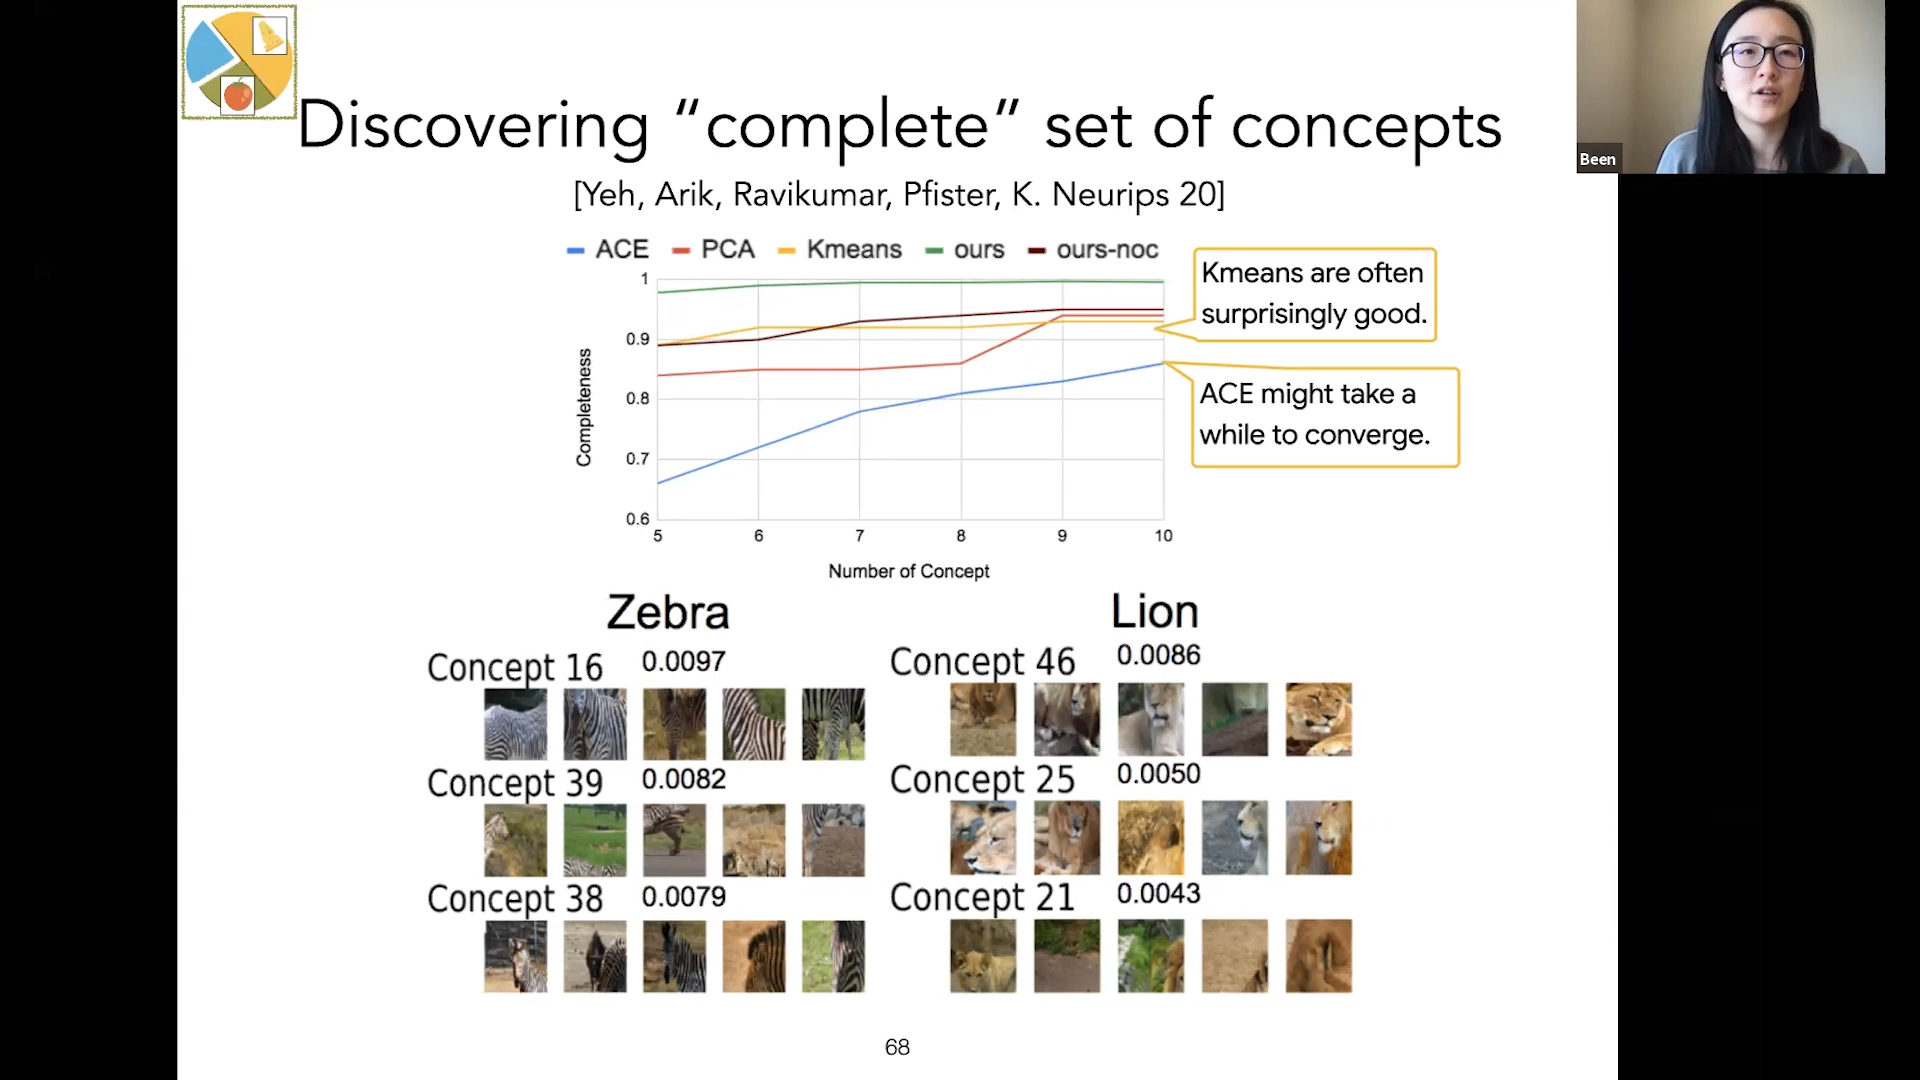 Discovering “complete” set of concepts
Been
[Yeh, Arik, Ravikumar, Pfister, K. Neurips 20]
ACE PCA Kmeans ours ours-noc
Kmeans are often
surprisingly good.
ACE might take a
while to converge.
Completeness
1
0.9
0.8
0.7
0.6
5 6 7 8 9 10
Number of Concept
Zebra
Concept 16 0.0097
Concept 39 0.0082
Concept 38 0.0079
Lion
Concept 46 0.0086
Concept 25 0.0050
Concept 21 0.0043
68